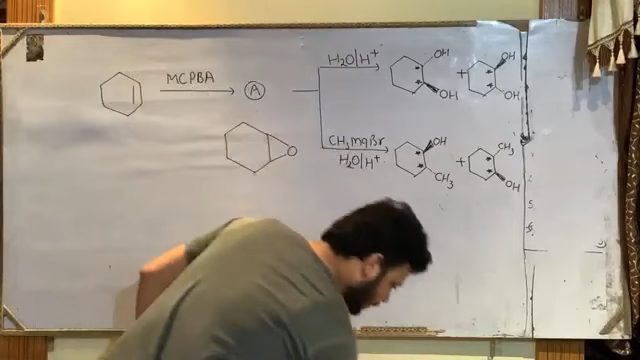 MCPBA
A
H2O/H+
OH
OH
+
OH
OH
O
CH3MgBr
H2O/H+
OH
CH3
+
CH3
OH